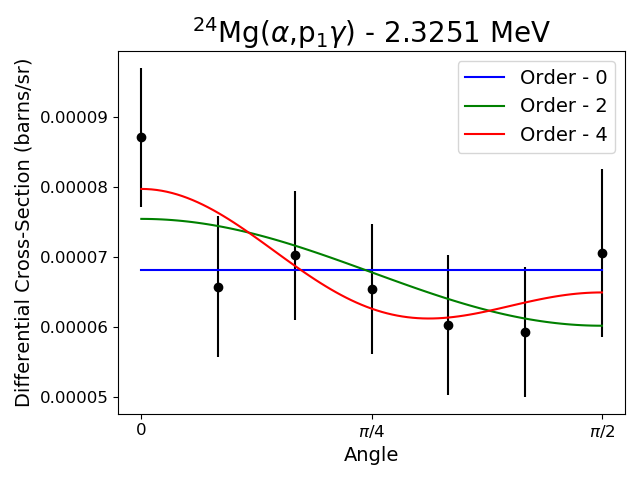 ²⁴Mg(α,p₁γ) - 2.3251 MeV
Order - 0
Order - 2
Order - 4
Differential Cross-Section (barns/sr)
0.00009
0.00008
0.00007
0.00006
0.00005
0 π/4 π/2
Angle